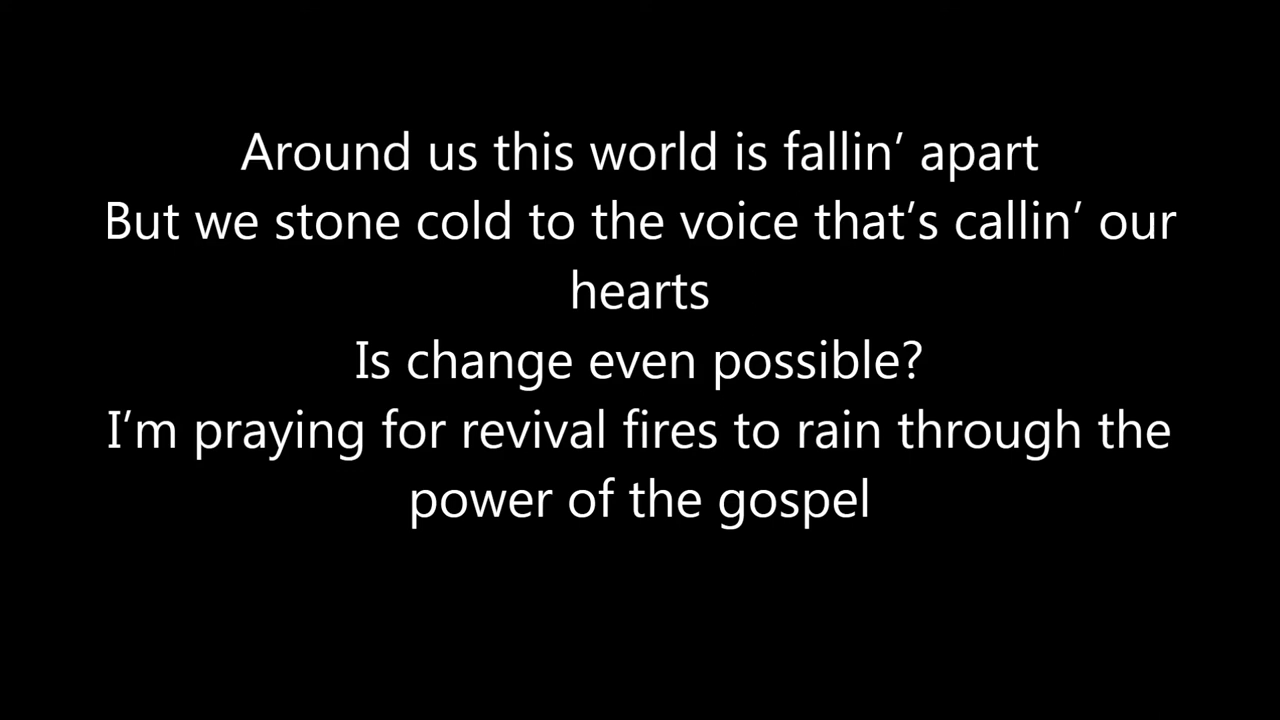 Around us this world is fallin’ apart
But we stone cold to the voice that’s callin’ our
hearts
Is change even possible?
I’m praying for revival fires to rain through the
power of the gospel